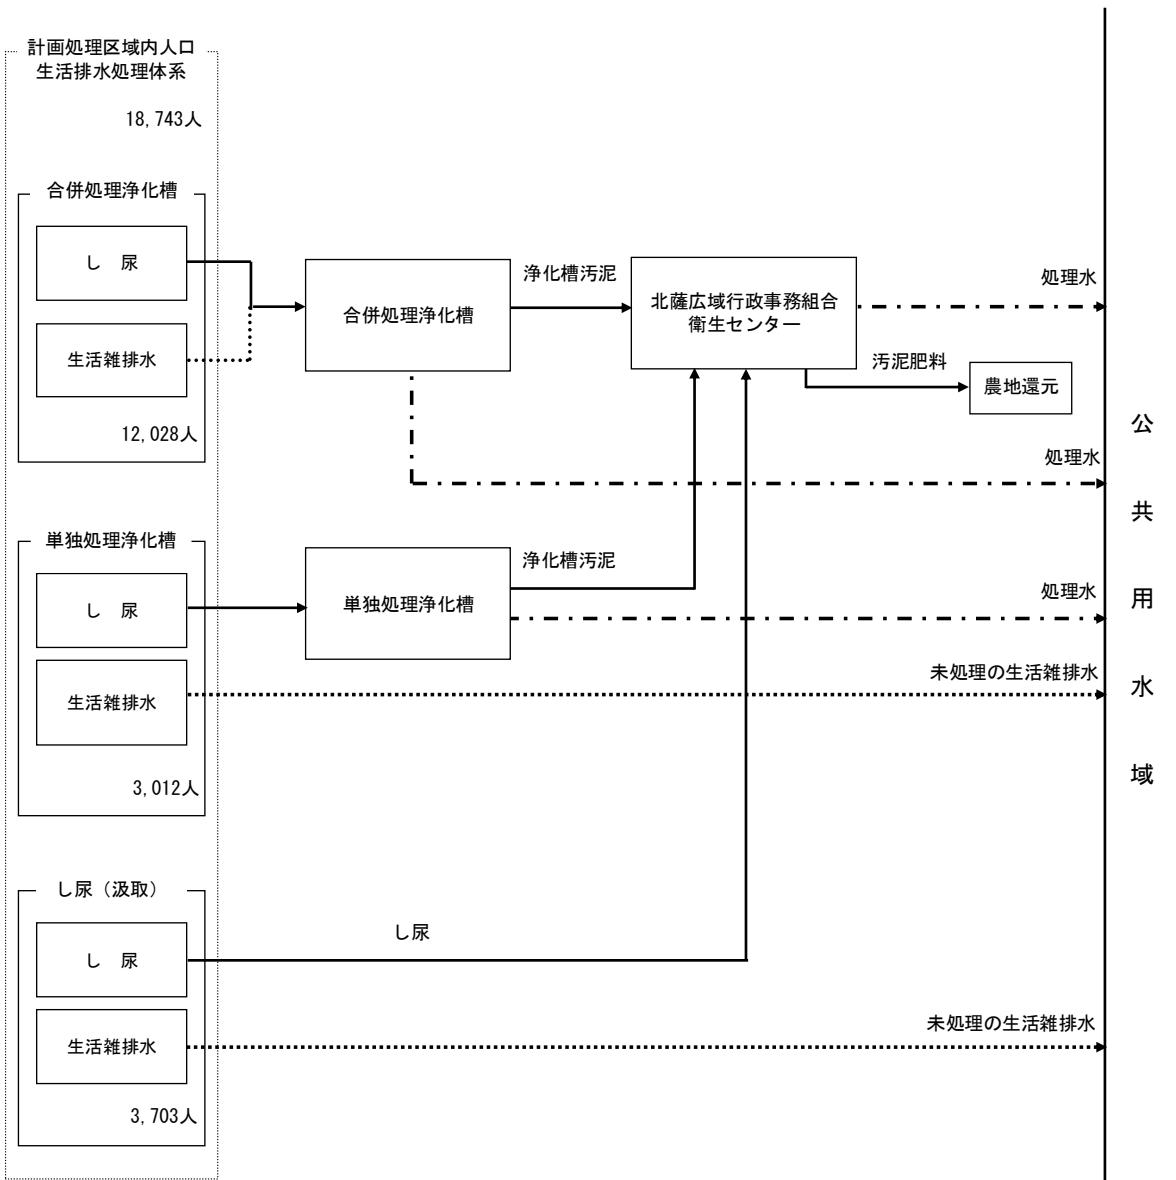 計画処理区域内人口
生活排水処理体系
18,743人
合併処理浄化槽
し 尿
生活雑排水
12,028人
合併処理浄化槽
浄化槽汚泥
北薩広域行政事務組合
衛生センター
処理水
汚泥肥料
農地還元
処理水
単独処理浄化槽
し 尿
生活雑排水
3,012人
単独処理浄化槽
浄化槽汚泥
処理水
未処理の生活雑排水
し尿（汲取）
し 尿
生活雑排水
3,703人
し尿
未処理の生活雑排水
公共用水域